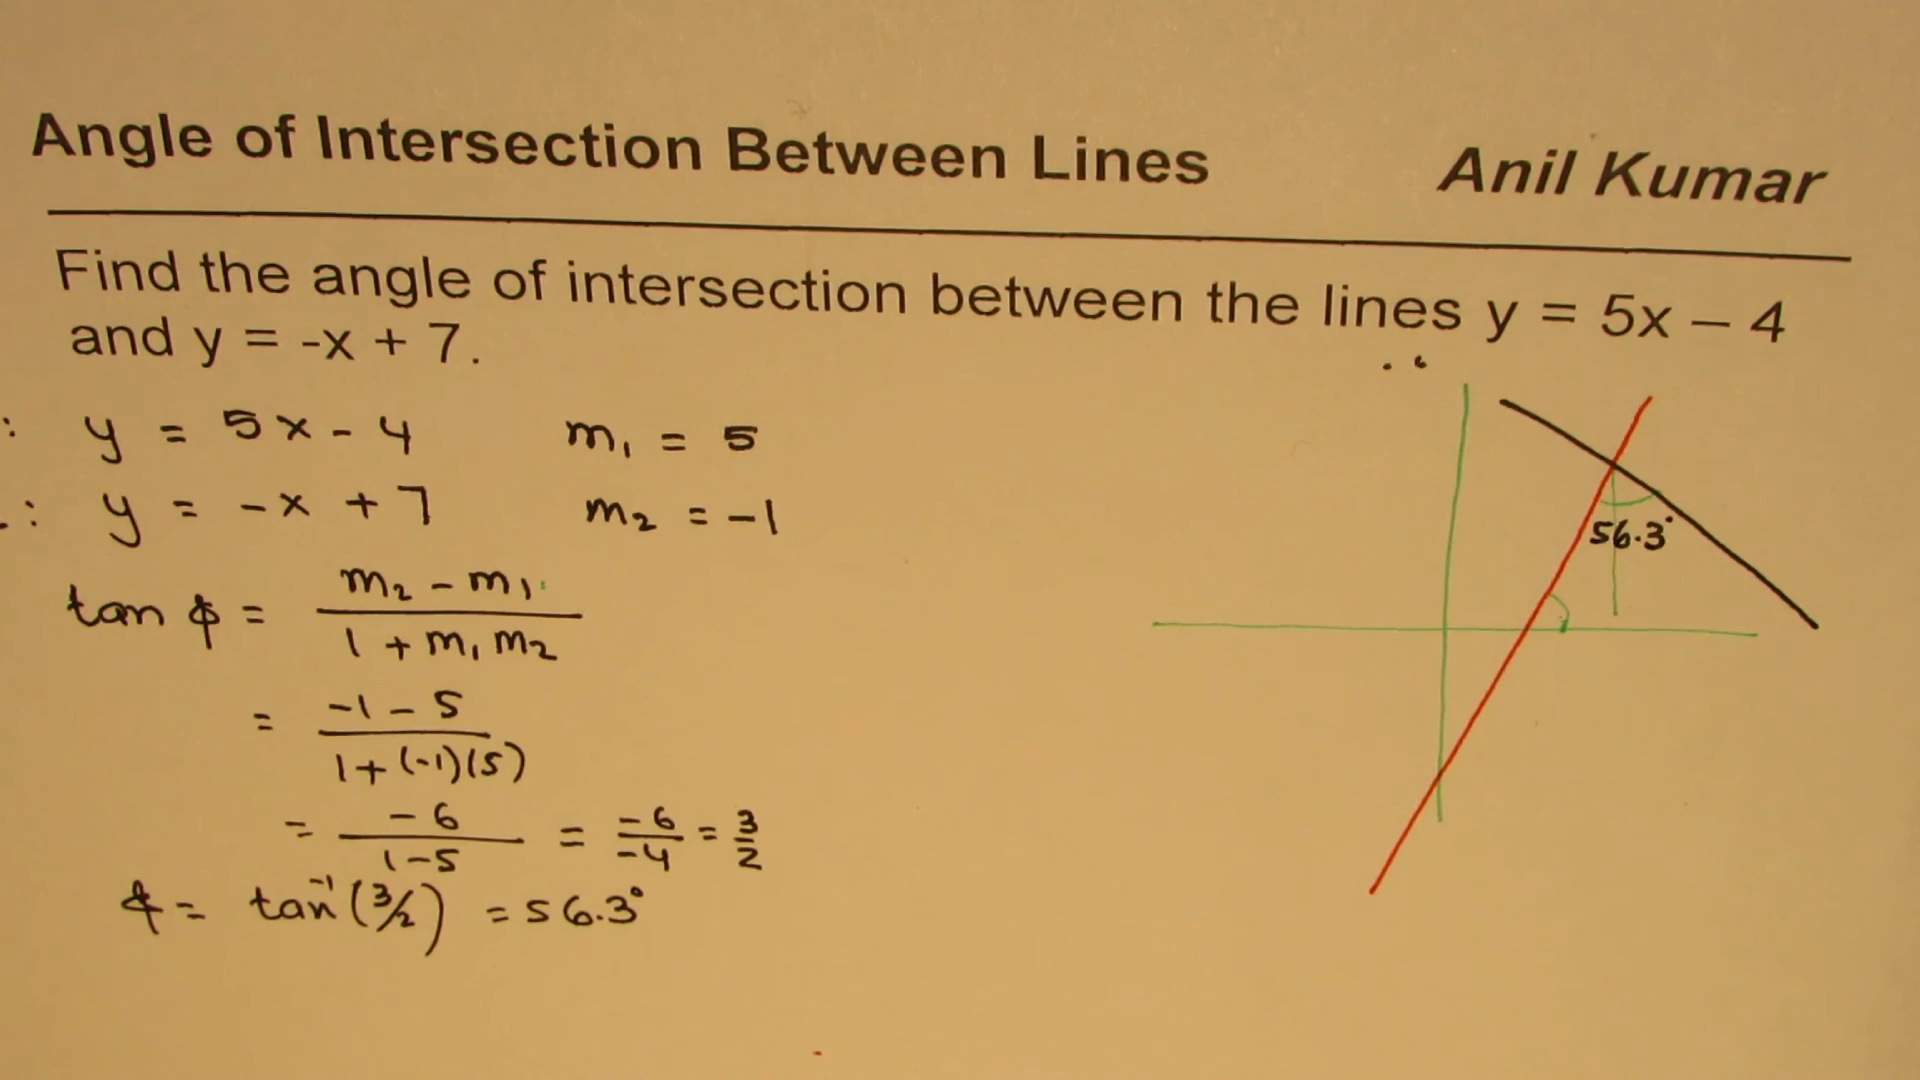 Angle of Intersection Between Lines Anil Kumar
Find the angle of intersection between the lines y = 5x – 4
and y = -x + 7.
: y = 5x - 4 m₁ = 5
: y = -x + 7 m₂ = -1
tan φ = (m₂ - m₁) / (1 + m₁ m₂)
= (-1 - 5) / (1 + (-1)(5))
= -6 / (1 - 5) = -6 / -4 = 3/2
φ = tan⁻¹(3/2) = 56.3°
56.3°